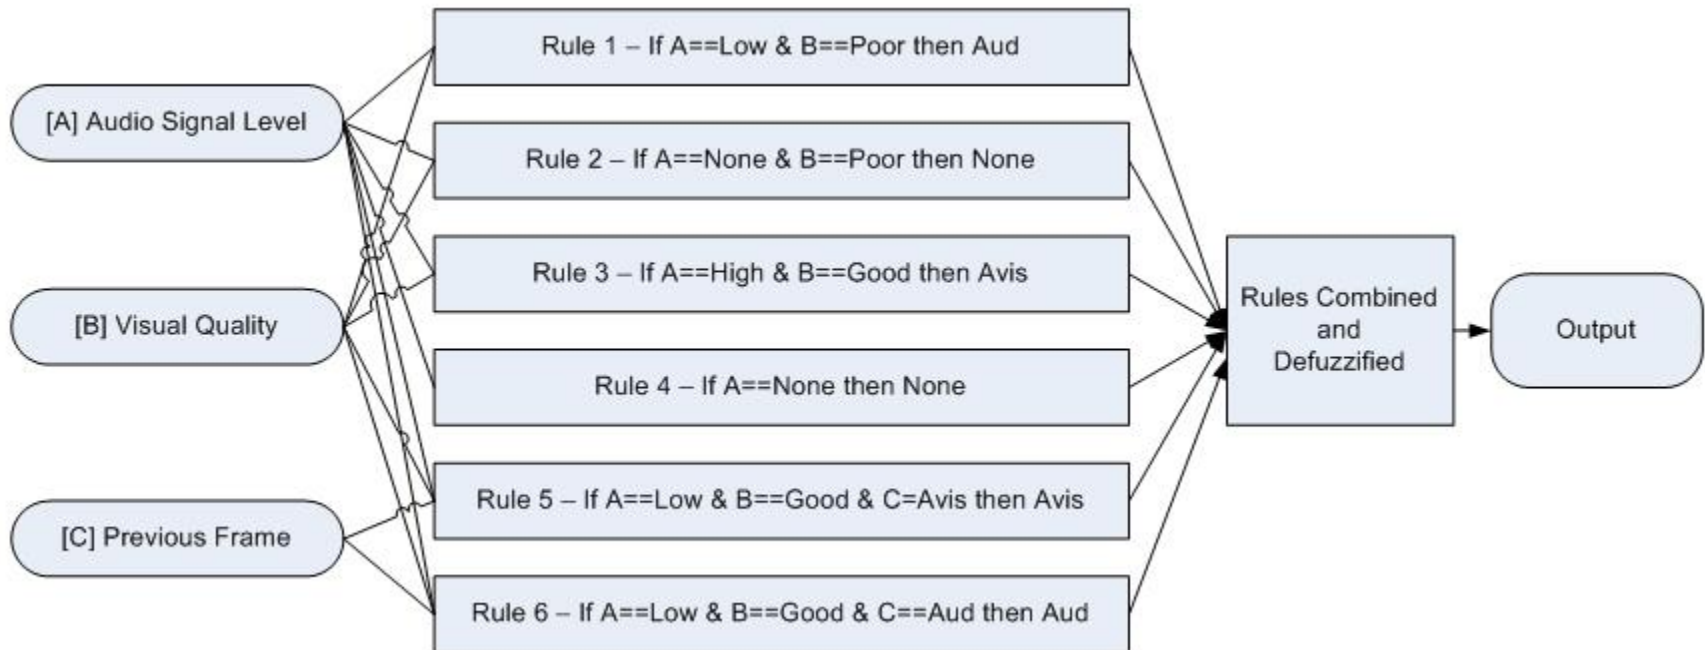 [A] Audio Signal Level
[B] Visual Quality
[C] Previous Frame
Rule 1 – If A==Low & B==Poor then Aud
Rule 2 – If A==None & B==Poor then None
Rule 3 – If A==High & B==Good then Avis
Rule 4 – If A==None then None
Rule 5 – If A==Low & B==Good & C=Avis then Avis
Rule 6 – If A==Low & B==Good & C==Aud then Aud
Rules Combined
and
Defuzzified
Output